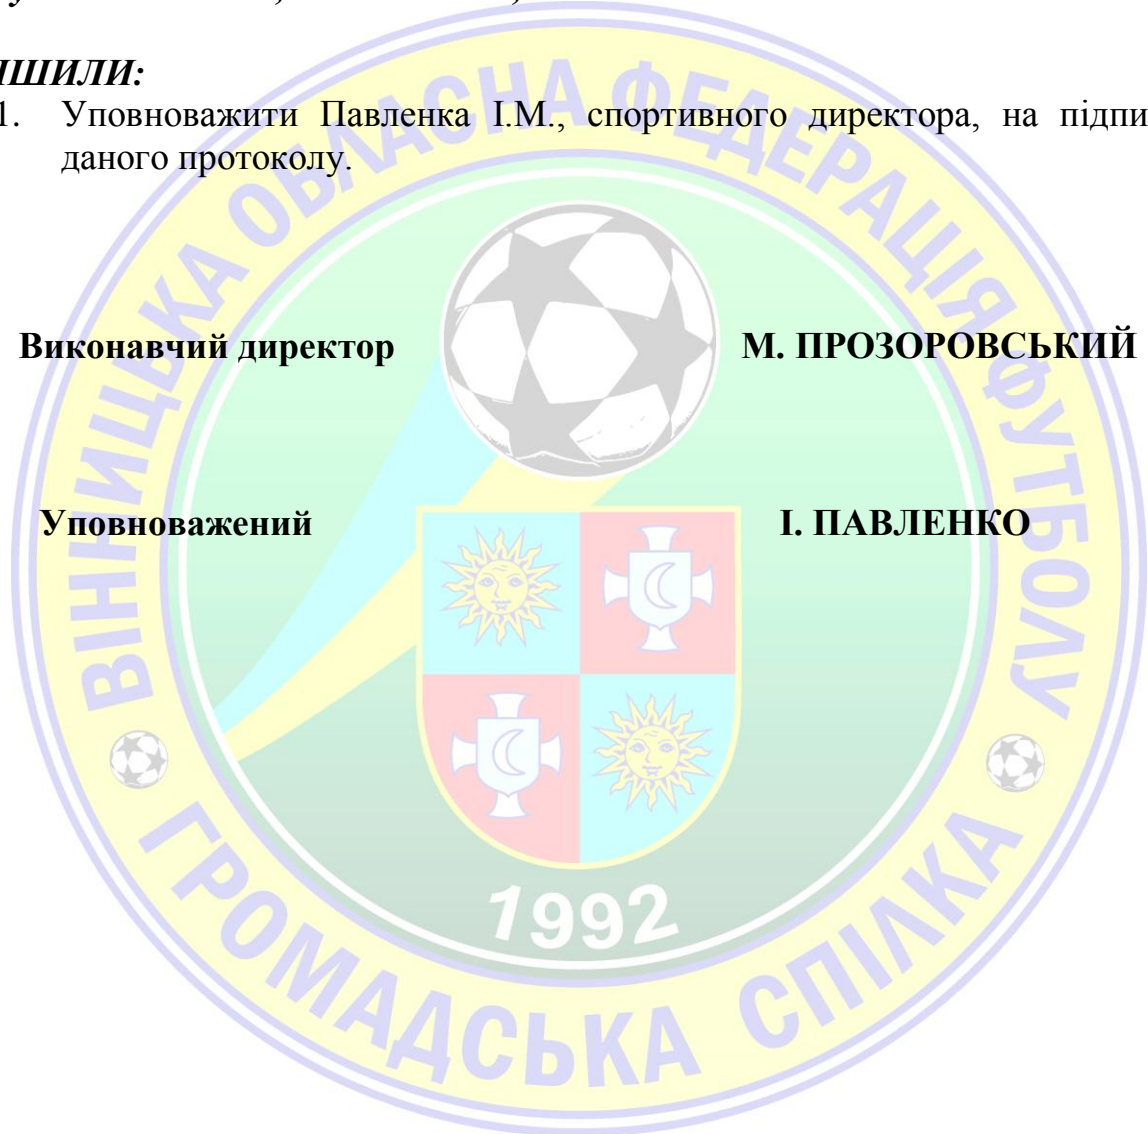 ІШИЛИ:
1. Уповноважити Павленка І.М., спортивного директора, на підпи
даного протоколу.
Виконавчий директор М. ПРОЗОРОВСЬКИЙ
Уповноважений І. ПАВЛЕНКО
ВІННИЦЬКА ОБЛАСНА ФЕДЕРАЦІЯ ФУТБОЛУ
1992
ГРОМАДСЬКА СПІЛКА